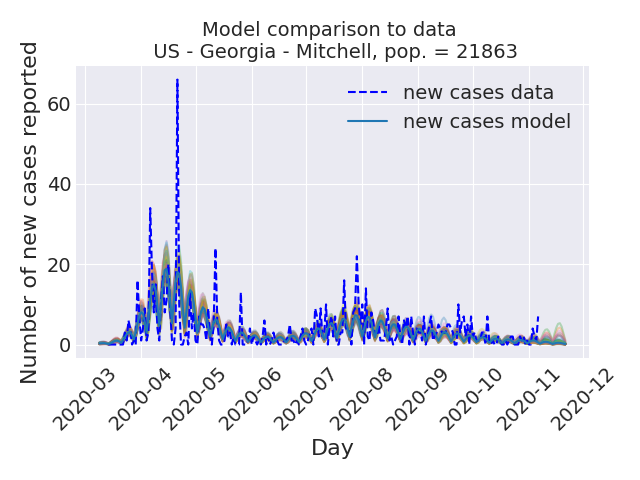 Model comparison to data
US - Georgia - Mitchell, pop. = 21863
Number of new cases reported
60
40
20
0
new cases data
new cases model
2020-03
2020-04
2020-05
2020-06
2020-07
2020-08
2020-09
2020-10
2020-11
2020-12
Day